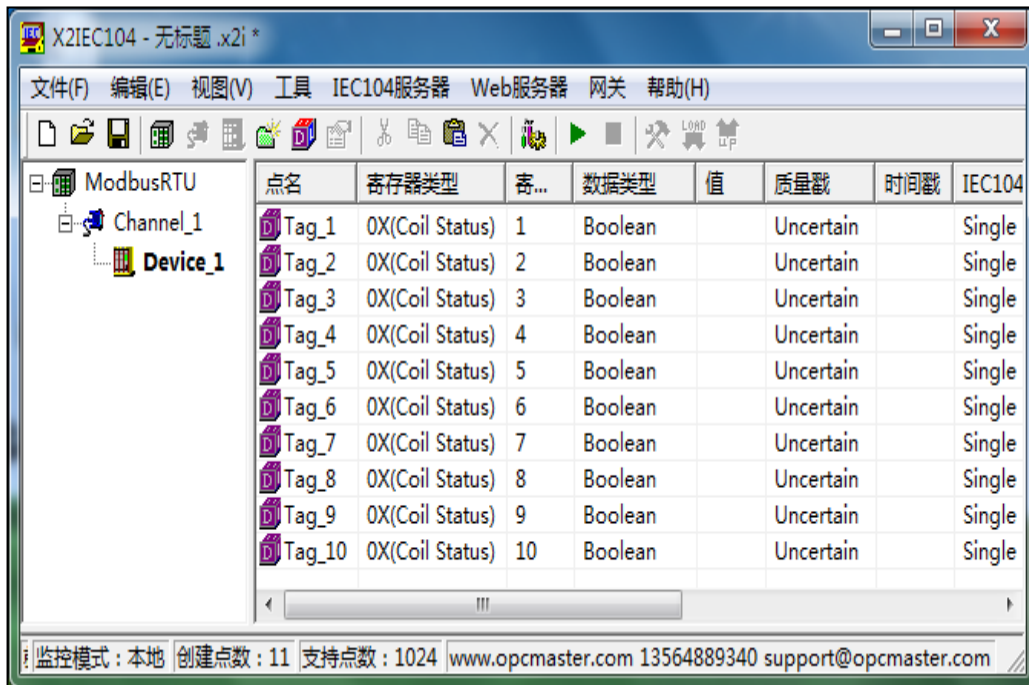 X2IEC104 - 无标题 .x2i *
文件(F) 编辑(E) 视图(V) 工具 IEC104服务器 Web服务器 网关 帮助(H)
ModbusRTU
Channel_1
Device_1
点名 寄存器类型 寄... 数据类型 值 质量戳 时间戳 IEC104
Tag_1 0X(Coil Status) 1 Boolean Uncertain Single
Tag_2 0X(Coil Status) 2 Boolean Uncertain Single
Tag_3 0X(Coil Status) 3 Boolean Uncertain Single
Tag_4 0X(Coil Status) 4 Boolean Uncertain Single
Tag_5 0X(Coil Status) 5 Boolean Uncertain Single
Tag_6 0X(Coil Status) 6 Boolean Uncertain Single
Tag_7 0X(Coil Status) 7 Boolean Uncertain Single
Tag_8 0X(Coil Status) 8 Boolean Uncertain Single
Tag_9 0X(Coil Status) 9 Boolean Uncertain Single
Tag_10 0X(Coil Status) 10 Boolean Uncertain Single
监控模式：本地 创建点数：11 支持点数：1024 www.opcmaster.com 13564889340 support@opcmaster.com